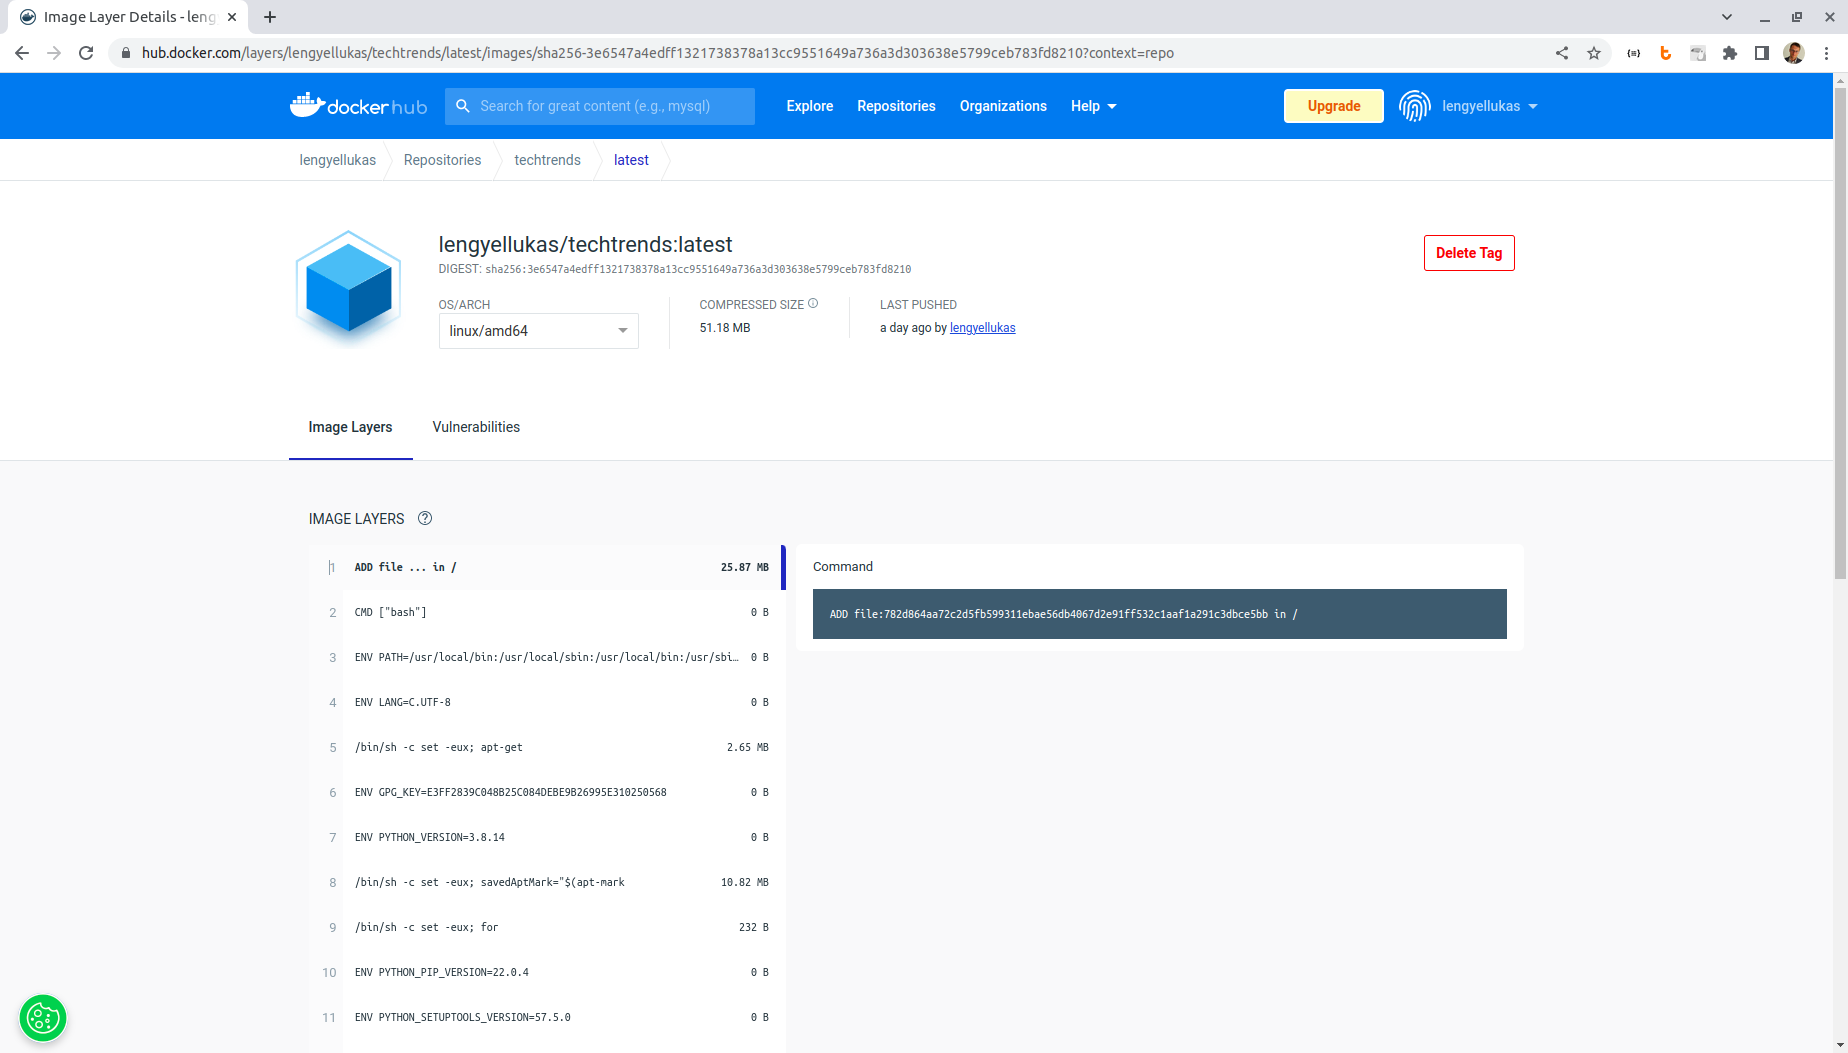 Image Layer Details - leng
hub.docker.com/layers/lengyellukas/techtrends/latest/images/sha256-3e6547a4edff1321738378a13cc9551649a736a3d303638e5799ceb783fd8210?context=repo
docker hub
Search for great content (e.g., mysql)
Explore
Repositories
Organizations
Help
Upgrade
lengyellukas
lengyellukas
Repositories
techtrends
latest
lengyellukas/techtrends:latest
DIGEST: sha256:3e6547a4edff1321738378a13cc9551649a736a3d303638e5799ceb783fd8210
Delete Tag
OS/ARCH
linux/amd64
COMPRESSED SIZE
51.18 MB
LAST PUSHED
a day ago by lengyellukas
Image Layers
Vulnerabilities
IMAGE LAYERS
1 ADD file ... in / 25.87 MB
2 CMD ["bash"] 0 B
3 ENV PATH=/usr/local/bin:/usr/local/sbin:/usr/local/bin:/usr/sbi… 0 B
4 ENV LANG=C.UTF-8 0 B
5 /bin/sh -c set -eux; apt-get 2.65 MB
6 ENV GPG_KEY=E3FF2839C048B25C084DEBE9B26995E310250568 0 B
7 ENV PYTHON_VERSION=3.8.14 0 B
8 /bin/sh -c set -eux; savedAptMark="$(apt-mark 10.82 MB
9 /bin/sh -c set -eux; for 232 B
10 ENV PYTHON_PIP_VERSION=22.0.4 0 B
11 ENV PYTHON_SETUPTOOLS_VERSION=57.5.0 0 B
Command
ADD file:782d864aa72c2d5fb599311ebae56db4067d2e91ff532c1aaf1a291c3dbce5bb in /